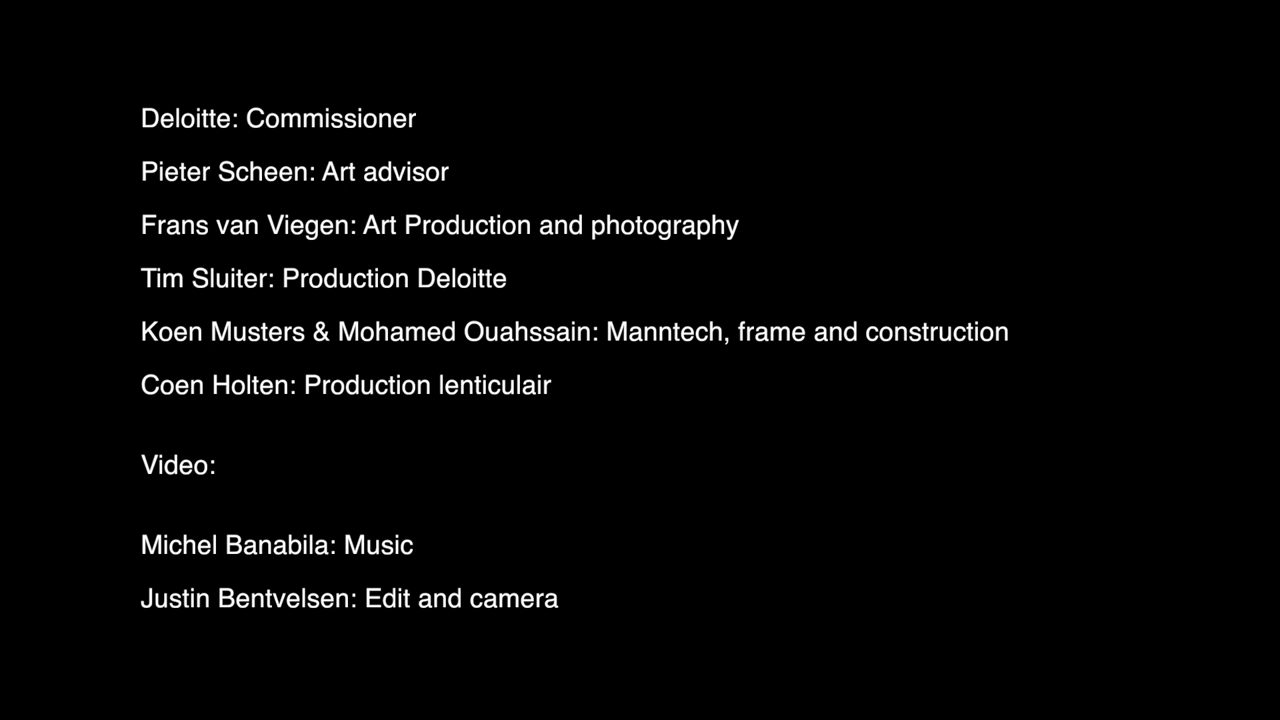 Deloitte: Commissioner
Pieter Scheen: Art advisor
Frans van Viegen: Art Production and photography
Tim Sluiter: Production Deloitte
Koen Musters & Mohamed Ouahssain: Manntech, frame and construction
Coen Holten: Production lenticulair
Video:
Michel Banabila: Music
Justin Bentvelsen: Edit and camera